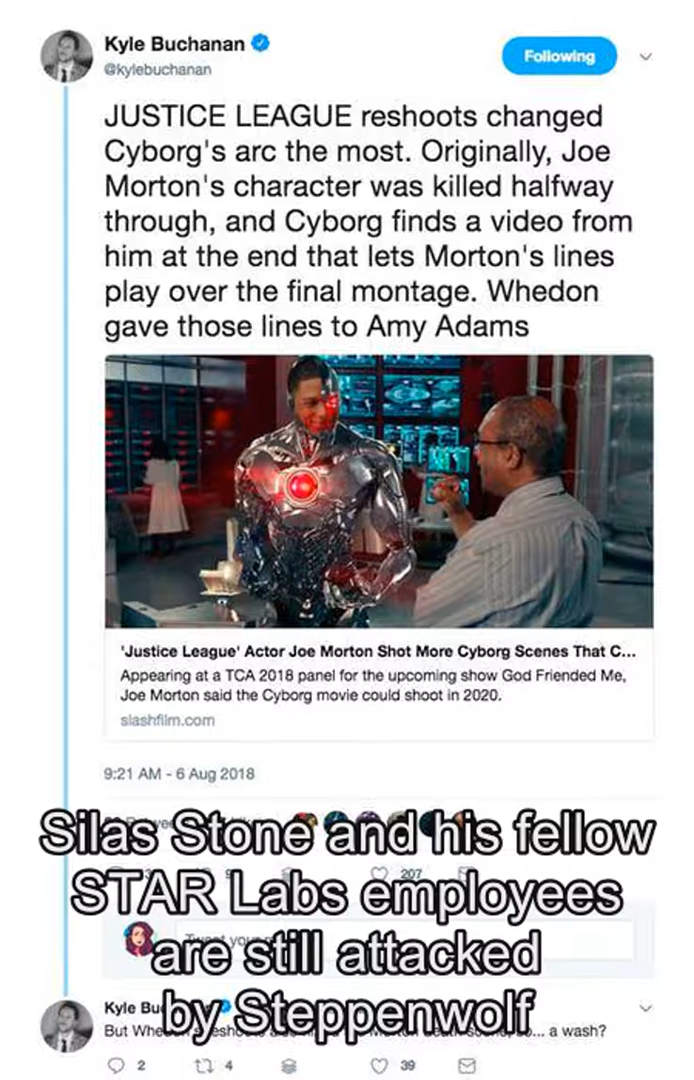 Kyle Buchanan
@kylebuchanan
Following
JUSTICE LEAGUE reshoots changed
Cyborg's arc the most. Originally, Joe
Morton's character was killed halfway
through, and Cyborg finds a video from
him at the end that lets Morton's lines
play over the final montage. Whedon
gave those lines to Amy Adams
'Justice League' Actor Joe Morton Shot More Cyborg Scenes That C...
Appearing at a TCA 2018 panel for the upcoming show God Friended Me,
Joe Morton said the Cyborg movie could shoot in 2020.
slashfilm.com
9:21 AM - 6 Aug 2018
Silas Stone and his fellow
207
STAR Labs employees
are still attacked
by Steppenwolf
Kyle
But a wash?
2 4 39